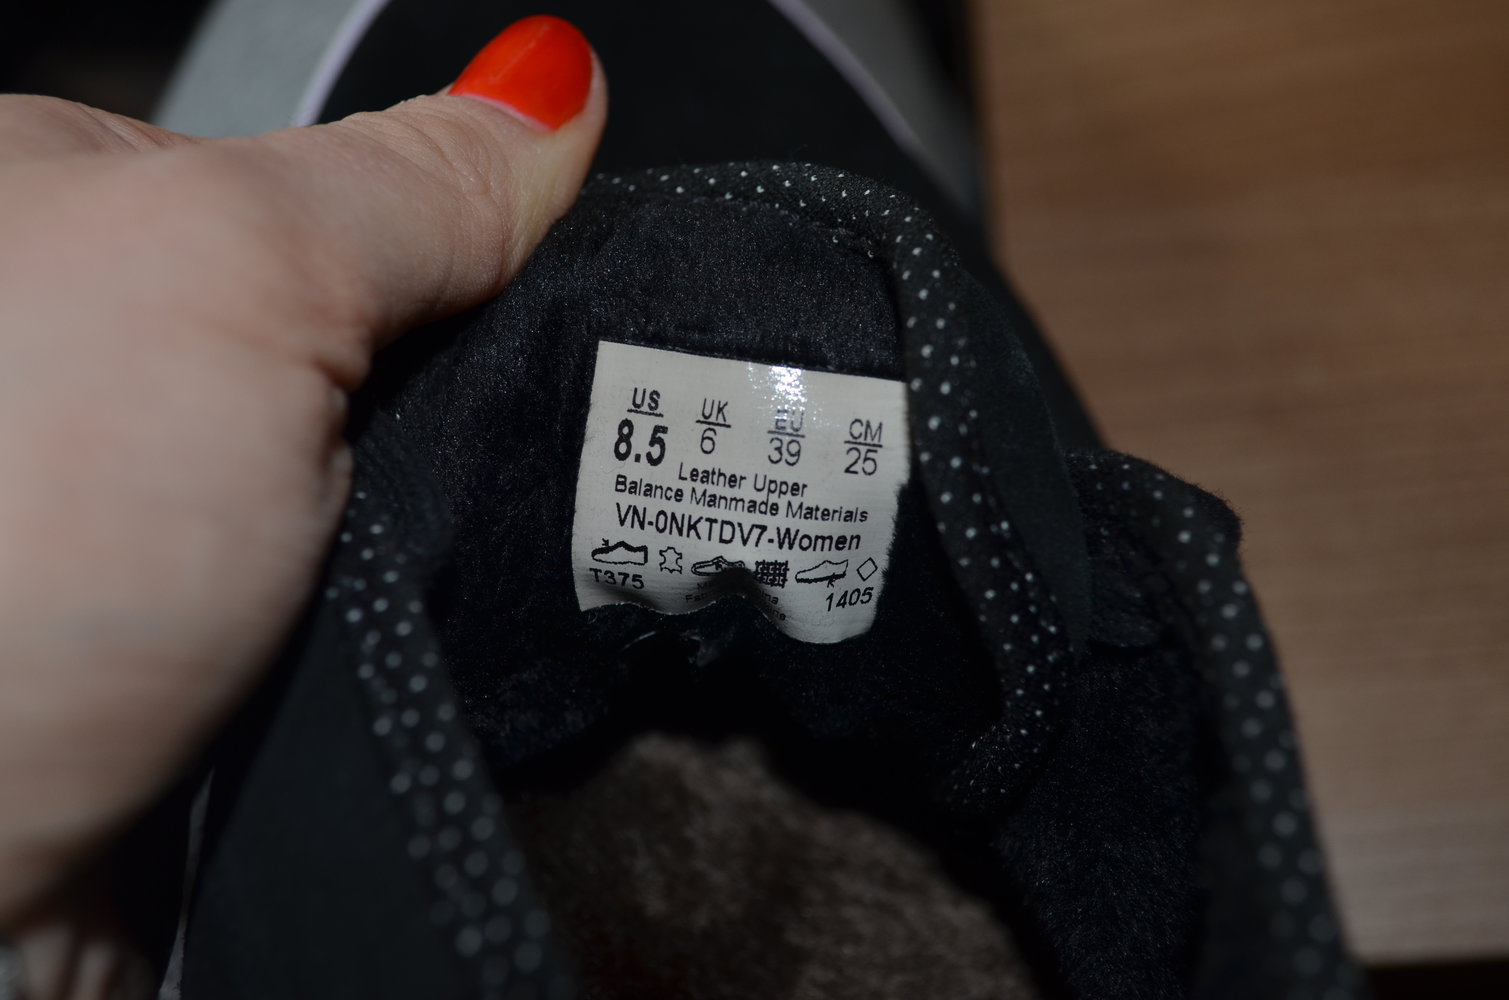 US UK EU CM
8.5 6 39 25
Leather Upper
Balance Manmade Materials
VN-0NKTDV7-Women
T375 1405